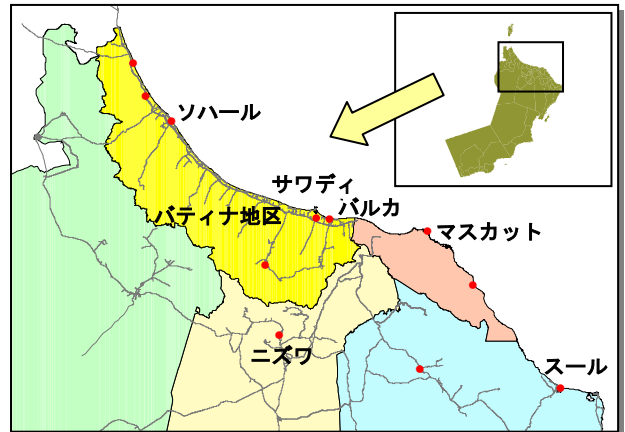 ソハール
サワディ
バルカ
バティナ地区
マスカット
ニズワ
スール